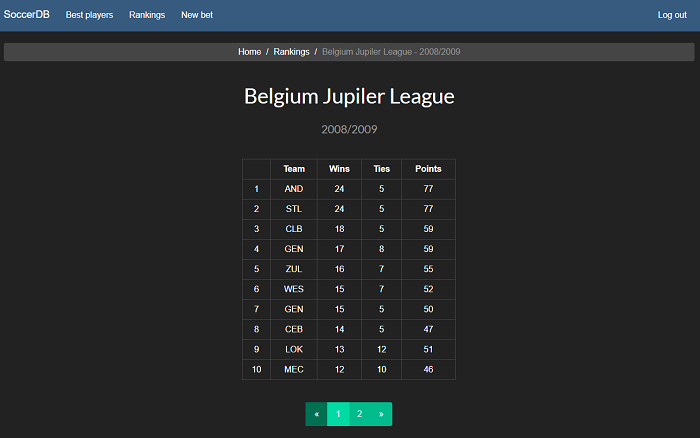 SoccerDB Best players Rankings New bet Log out
Home / Rankings / Belgium Jupiler League - 2008/2009
Belgium Jupiler League
2008/2009
Team Wins Ties Points
1 AND 24 5 77
2 STL 24 5 77
3 CLB 18 5 59
4 GEN 17 8 59
5 ZUL 16 7 55
6 WES 15 7 52
7 GEN 15 5 50
8 CEB 14 5 47
9 LOK 13 12 51
10 MEC 12 10 46
« 1 2 »